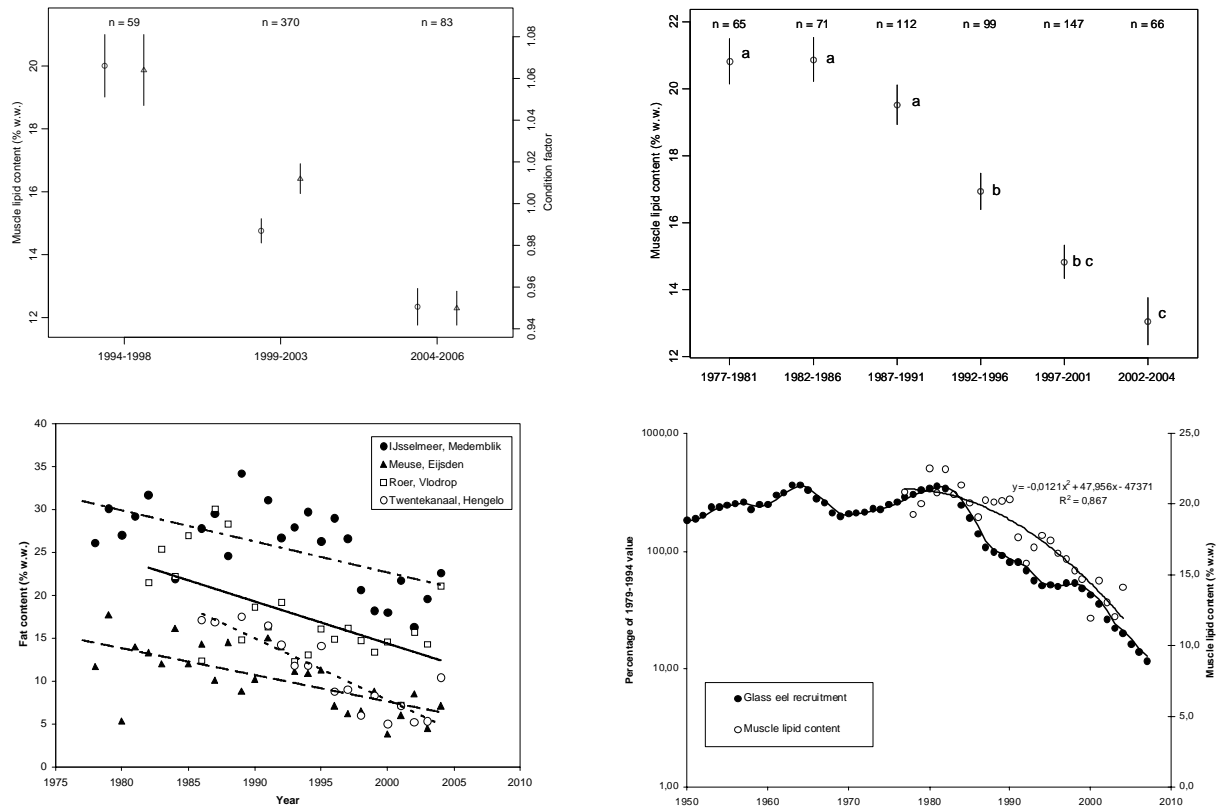 n = 59 n = 370 n = 83
Muscle lipid content (% w.w.)
20
18
16
14
12
1.08
1.06
1.04
1.02
1.00
0.98
0.96
0.94
Condition factor
1994-1998 1999-2003 2004-2006
n = 65 n = 71 n = 112 n = 99 n = 147 n = 66
Muscle lipid content (% w.w.)
22
20
18
16
14
12
a
a
a
b
b c
c
1977-1981 1982-1986 1987-1991 1992-1996 1997-2001 2002-2004
Fat content (% w.w.)
40
35
30
25
20
15
10
5
0
IJsselmeer, Medemblik
Meuse, Eijsden
Roer, Vlodrop
Twentekanaal, Hengelo
1975 1980 1985 1990 1995 2000 2005 2010
Year
Percentage of 1979-1994 value
1000,00
100,00
10,00
1,00
y = -0,0121x² + 47,956x - 47371
R² = 0,867
Glass eel recruitment
Muscle lipid content
25,0
20,0
15,0
10,0
5,0
0,0
Muscle lipid content (% w.w.)
1950 1960 1970 1980 1990 2000 2010